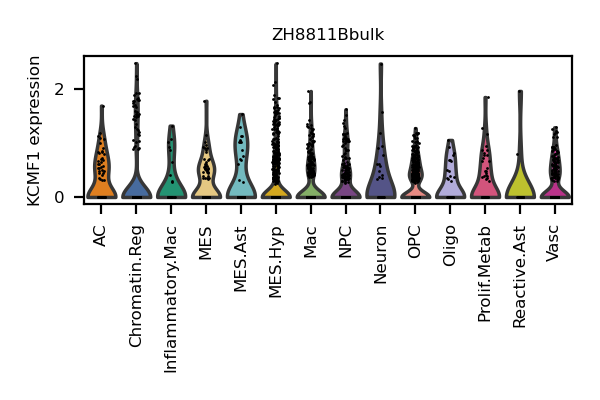 ZH8811Bbulk
KCMF1 expression
2
0
AC
Chromatin.Reg
Inflammatory.Mac
MES
MES.Ast
MES.Hyp
Mac
NPC
Neuron
OPC
Oligo
Prolif.Metab
Reactive.Ast
Vasc